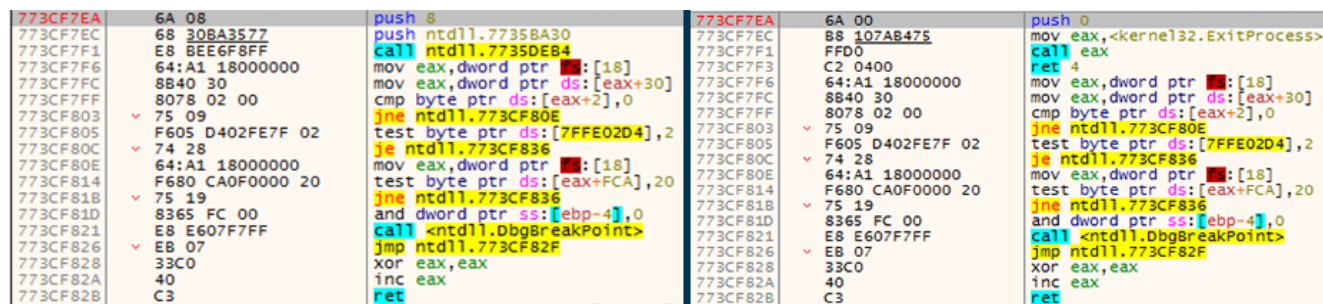 773CF7EA 6A 08 push 8
773CF7EC 68 30BA3577 push ntdll.7735BA30
773CF7F1 E8 BEE6F8FF call ntdll.7735DEB4
773CF7F6 64:A1 18000000 mov eax,dword ptr fs:[18]
773CF7FC 8B40 30 mov eax,dword ptr ds:[eax+30]
773CF7FF 8078 02 00 cmp byte ptr ds:[eax+2],0
773CF803 75 09 jne ntdll.773CF80E
773CF805 F605 D402FE7F 02 test byte ptr ds:[7FFE02D4],2
773CF80C 74 28 je ntdll.773CF836
773CF80E 64:A1 18000000 mov eax,dword ptr fs:[18]
773CF814 F680 CA0F0000 20 test byte ptr ds:[eax+FCA],20
773CF81B 75 19 jne ntdll.773CF836
773CF81D 8365 FC 00 and dword ptr ss:[ebp-4],0
773CF821 E8 E607F7FF call <ntdll.DbgBreakPoint>
773CF826 EB 07 jmp ntdll.773CF82F
773CF828 33C0 xor eax,eax
773CF82A 40 inc eax
773CF82B C3 ret
773CF7EA 6A 00 push 0
773CF7EC B8 107AB475 mov eax,<kernel32.ExitProcess>
773CF7F1 FFD0 call eax
773CF7F3 C2 0400 ret 4
773CF7F6 64:A1 18000000 mov eax,dword ptr fs:[18]
773CF7FC 8B40 30 mov eax,dword ptr ds:[eax+30]
773CF7FF 8078 02 00 cmp byte ptr ds:[eax+2],0
773CF803 75 09 jne ntdll.773CF80E
773CF805 F605 D402FE7F 02 test byte ptr ds:[7FFE02D4],2
773CF80C 74 28 je ntdll.773CF836
773CF80E 64:A1 18000000 mov eax,dword ptr fs:[18]
773CF814 F680 CA0F0000 20 test byte ptr ds:[eax+FCA],20
773CF81B 75 19 jne ntdll.773CF836
773CF81D 8365 FC 00 and dword ptr ss:[ebp-4],0
773CF821 E8 E607F7FF call <ntdll.DbgBreakPoint>
773CF826 EB 07 jmp ntdll.773CF82F
773CF828 33C0 xor eax,eax
773CF82A 40 inc eax
773CF82B C3 ret